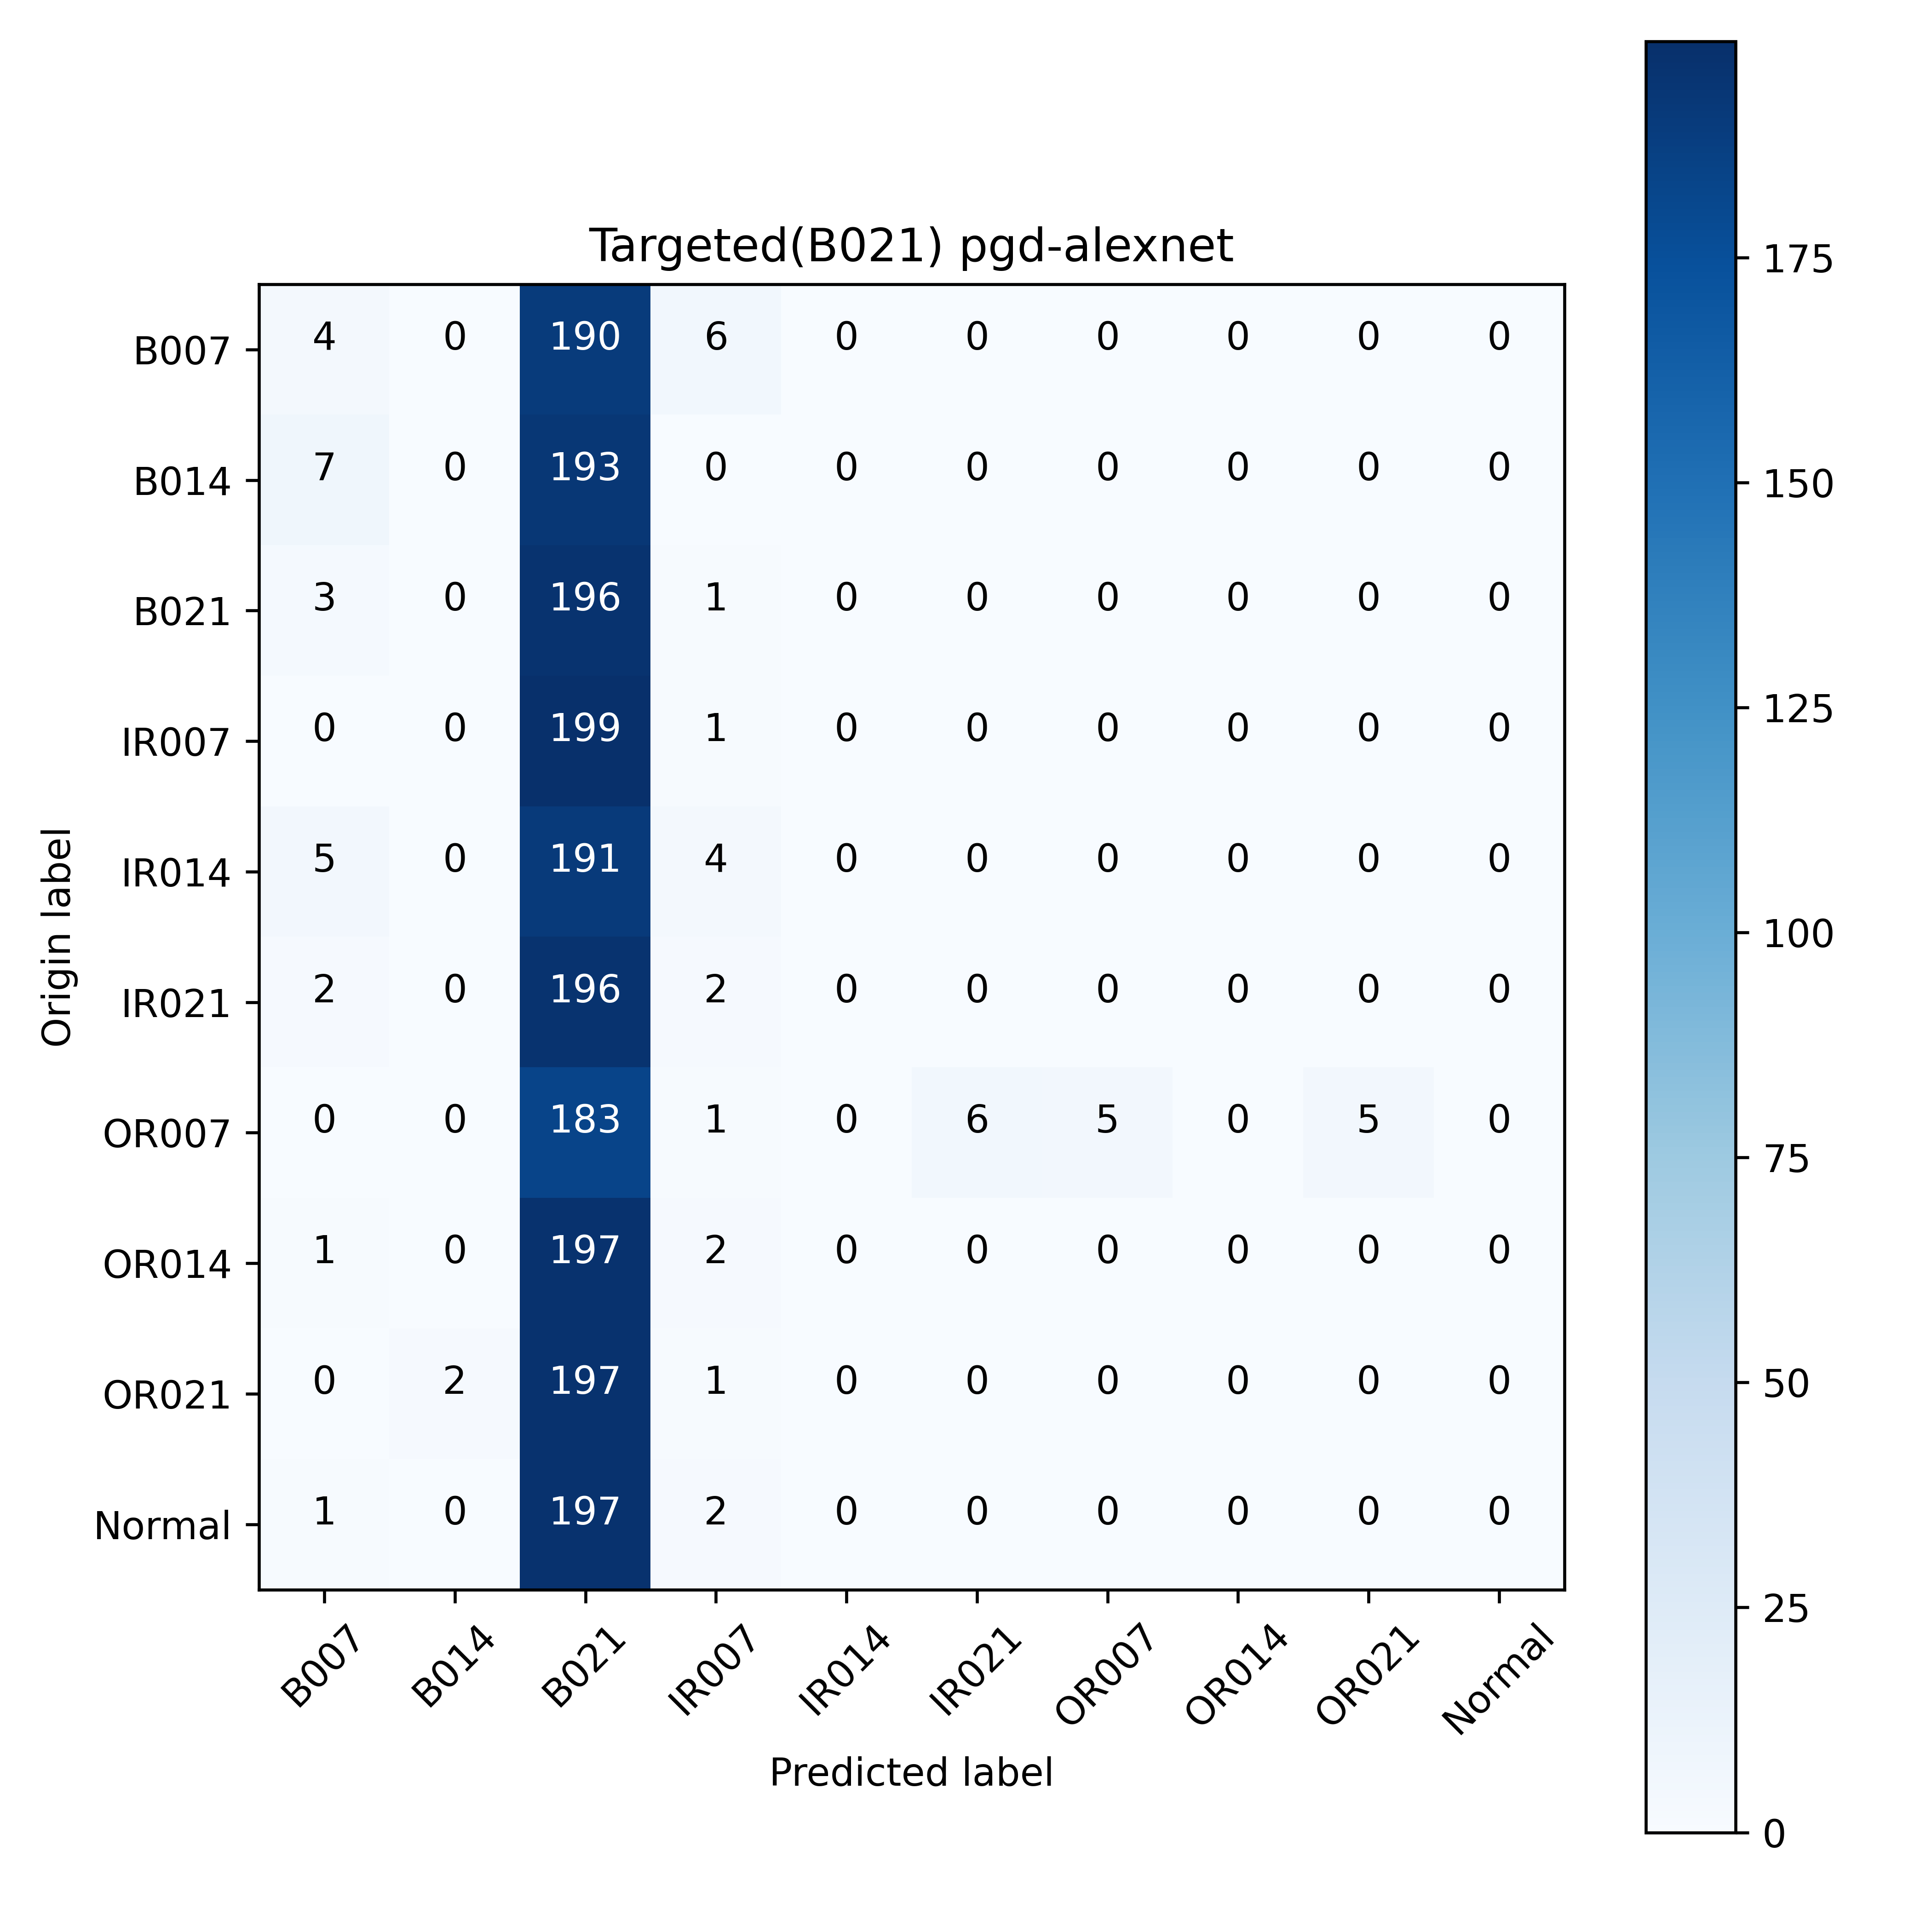 Targeted(B021) pgd-alexnet
B007 4 0 190 6 0 0 0 0 0 0
B014 7 0 193 0 0 0 0 0 0 0
B021 3 0 196 1 0 0 0 0 0 0
IR007 0 0 199 1 0 0 0 0 0 0
IR014 5 0 191 4 0 0 0 0 0 0
IR021 2 0 196 2 0 0 0 0 0 0
OR007 0 0 183 1 0 6 5 0 5 0
OR014 1 0 197 2 0 0 0 0 0 0
OR021 0 2 197 1 0 0 0 0 0 0
Normal 1 0 197 2 0 0 0 0 0 0
B007 B014 B021 IR007 IR014 IR021 OR007 OR014 OR021 Normal
Predicted label
Origin label
175
150
125
100
75
50
25
0